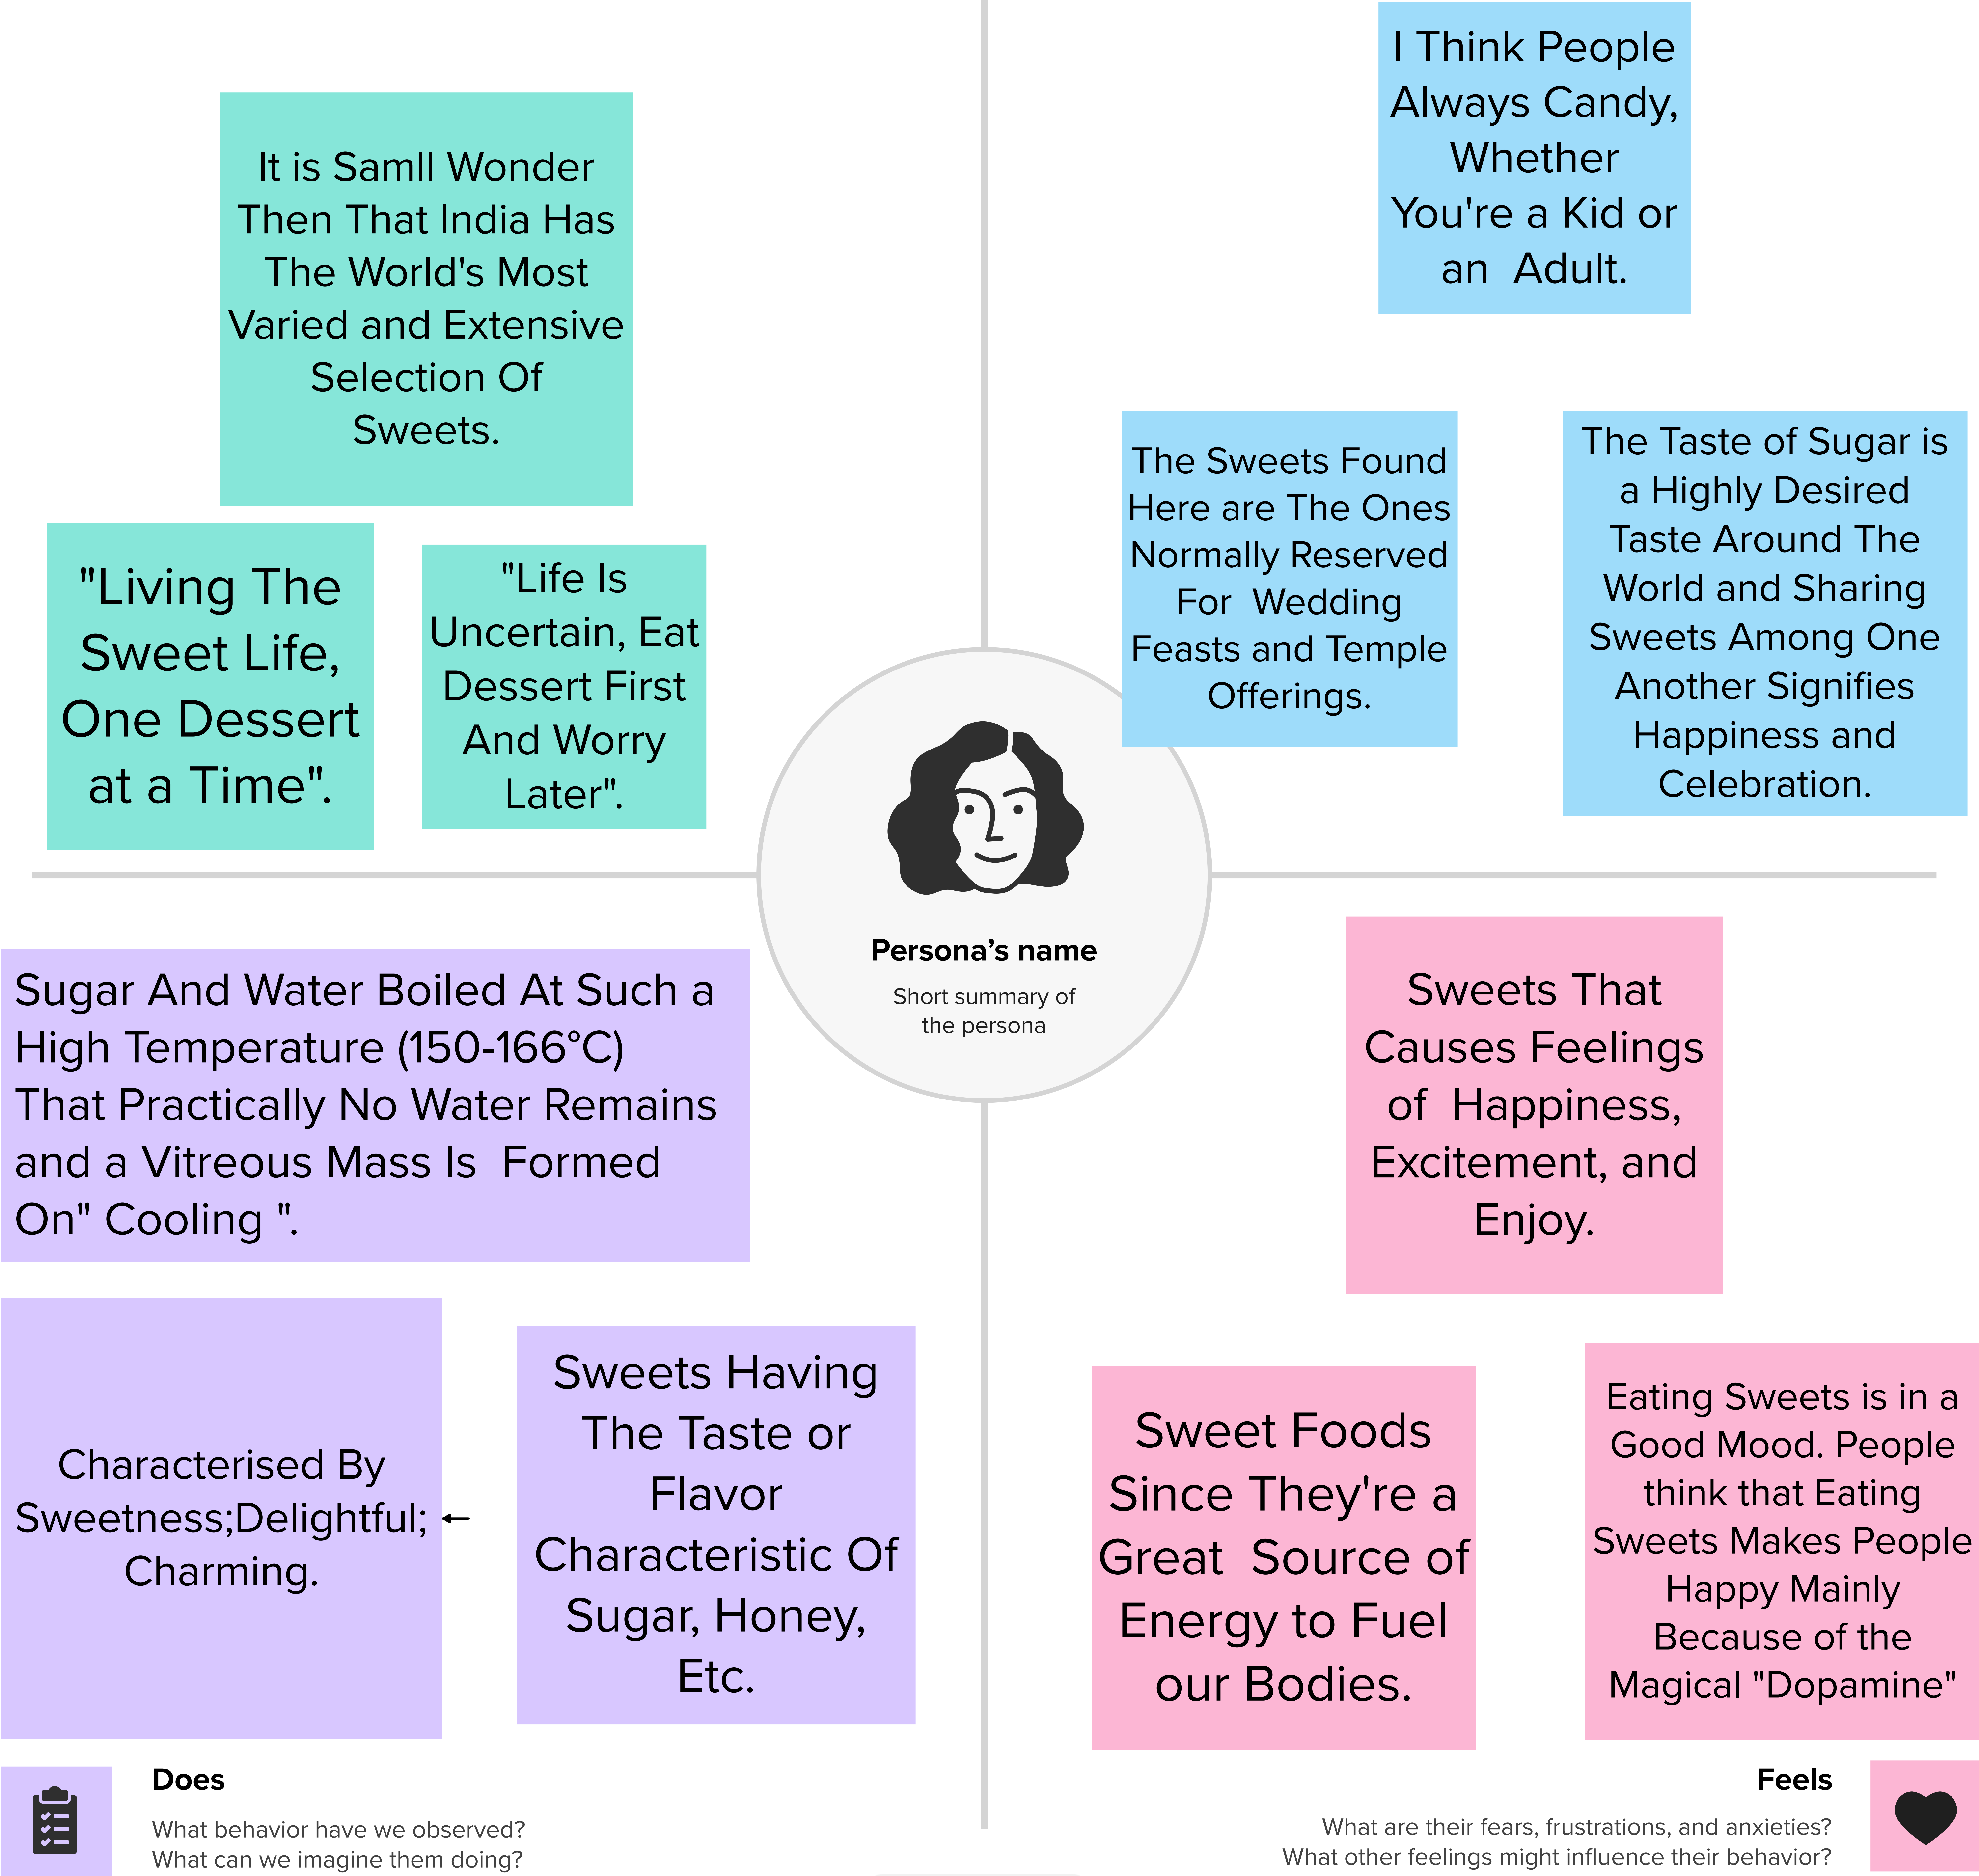 It is Samll Wonder
Then That India Has
The World's Most
Varied and Extensive
Selection Of
Sweets.
"Living The
Sweet Life,
One Dessert
at a Time".
"Life Is
Uncertain, Eat
Dessert First
And Worry
Later".
I Think People
Always Candy,
Whether
You're a Kid or
an Adult.
The Sweets Found
Here are The Ones
Normally Reserved
For Wedding
Feasts and Temple
Offerings.
The Taste of Sugar is
a Highly Desired
Taste Around The
World and Sharing
Sweets Among One
Another Signifies
Happiness and
Celebration.
Persona's name
Short summary of
the persona
Sugar And Water Boiled At Such a
High Temperature (150-166°C)
That Practically No Water Remains
and a Vitreous Mass Is Formed
On" Cooling ".
Characterised By
Sweetness;Delightful;
Charming.
Sweets Having
The Taste or
Flavor
Characteristic Of
Sugar, Honey,
Etc.
Sweets That
Causes Feelings
of Happiness,
Excitement, and
Enjoy.
Sweet Foods
Since They're a
Great Source of
Energy to Fuel
our Bodies.
Eating Sweets is in a
Good Mood. People
think that Eating
Sweets Makes People
Happy Mainly
Because of the
Magical "Dopamine"
Does
What behavior have we observed?
What can we imagine them doing?
Feels
What are their fears, frustrations, and anxieties?
What other feelings might influence their behavior?